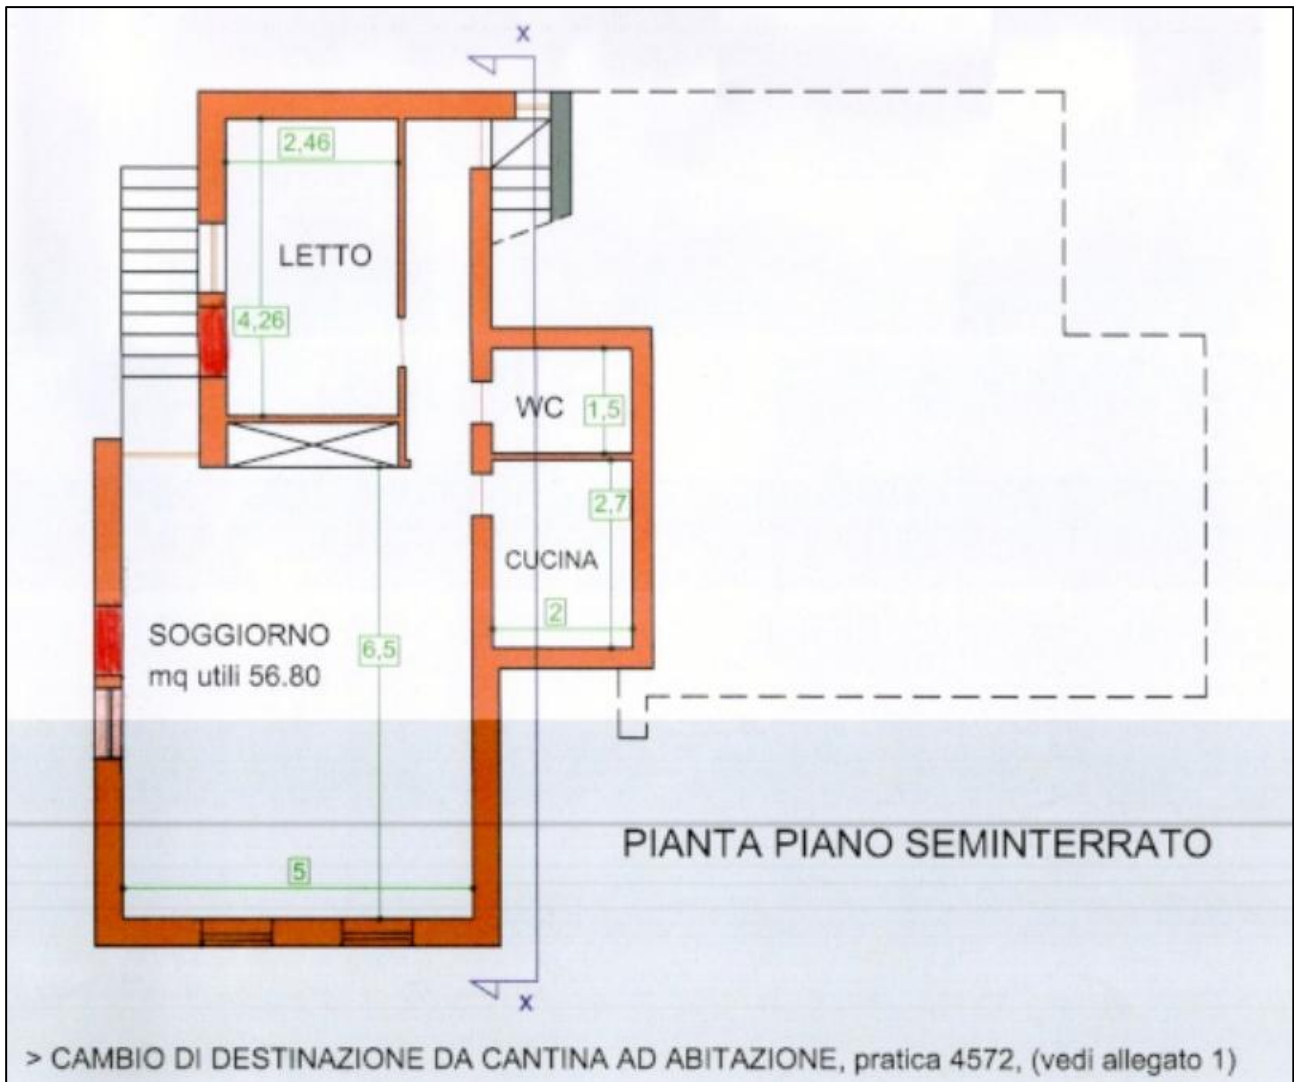 X
2,46
LETTO
4,26
WC
1,5
2,7
CUCINA
2
SOGGIORNO
mq utili 56.80
6,5
PIANTA PIANO SEMINTERRATO
5
X
> CAMBIO DI DESTINAZIONE DA CANTINA AD ABITAZIONE, pratica 4572, (vedi allegato 1)